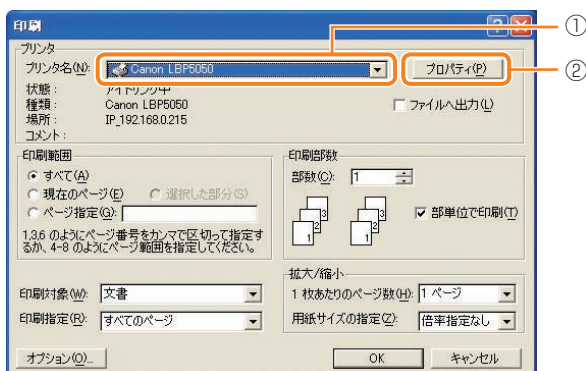 印刷
①
プリンタ
プリンタ名(N): Canon LBP5050 プロパティ(P) ②
状態: アイドリング中
種類: Canon LBP5050 ファイルへ出力(L)
場所: IP_192.168.0.215
コメント:
印刷範囲
すべて(A)
現在のページ(E) 選択した部分(S)
ページ指定(G):
1,3,6 のようにページ番号をカンマで区切って指定す
るか、4-8 のようにページ範囲を指定してください。
印刷部数
部数(C): 1
3 3
2 2
1 1
部単位で印刷(T)
印刷対象(W): 文書
印刷指定(R): すべてのページ
拡大/縮小
1 枚あたりのページ数(H): 1 ページ
用紙サイズの指定(Z): 倍率指定なし
オプション(O)... OK キャンセル